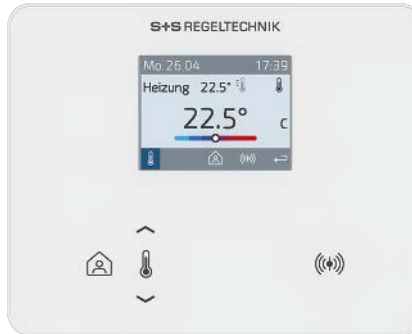 S+S REGELTECHNIK
Mo.26.04 17:39
Heizung 22.5°
22.5° C